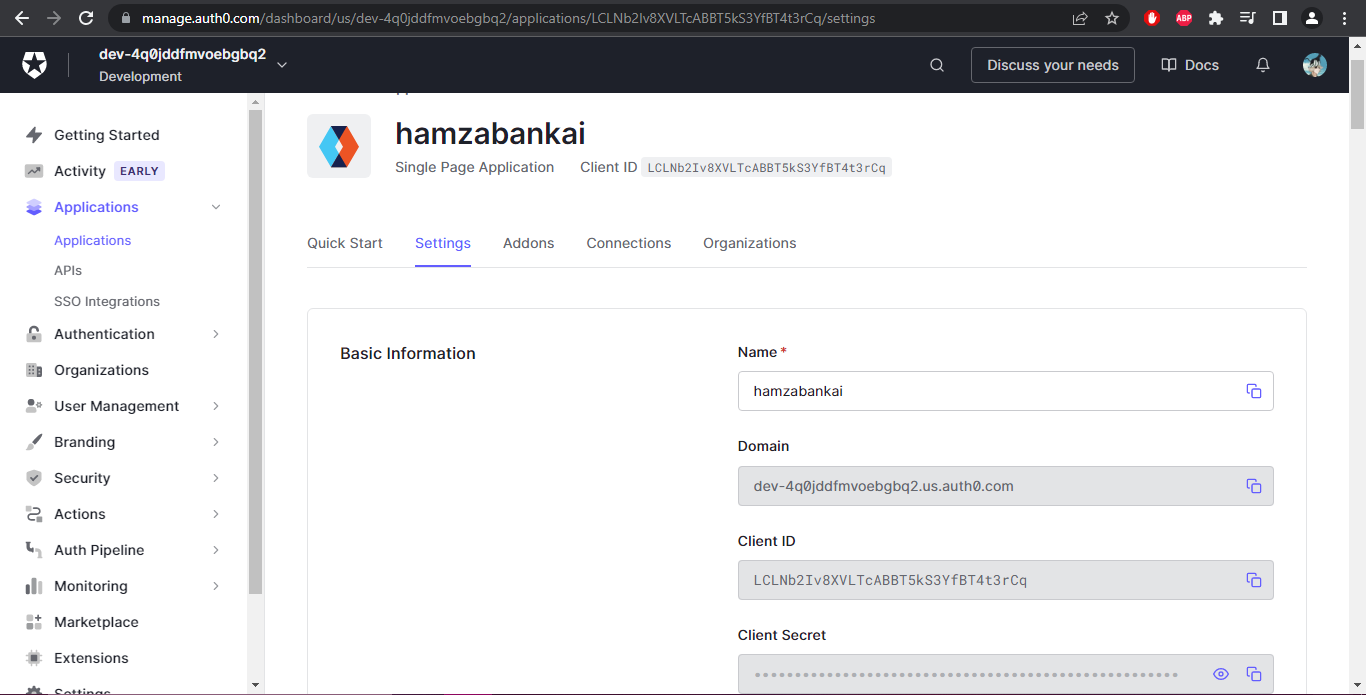 manage.auth0.com/dashboard/us/dev-4q0jddfmvoebgbq2/applications/LCLNb2Iv8XVLTcABBT5kS3YfBT4t3rCq/settings
ABP
dev-4q0jddfmvoebgbq2
Development
Discuss your needs
Docs
Getting Started
Activity EARLY
Applications
Applications
APIs
SSO Integrations
Authentication
Organizations
User Management
Branding
Security
Actions
Auth Pipeline
Monitoring
Marketplace
Extensions
Settings
hamzabankai
Single Page Application Client ID LCLNb2Iv8XVLTcABBT5kS3YfBT4t3rCq
Quick Start Settings Addons Connections Organizations
Basic Information
Name *
hamzabankai
Domain
dev-4q0jddfmvoebgbq2.us.auth0.com
Client ID
LCLNb2Iv8XVLTcABBT5kS3YfBT4t3rCq
Client Secret